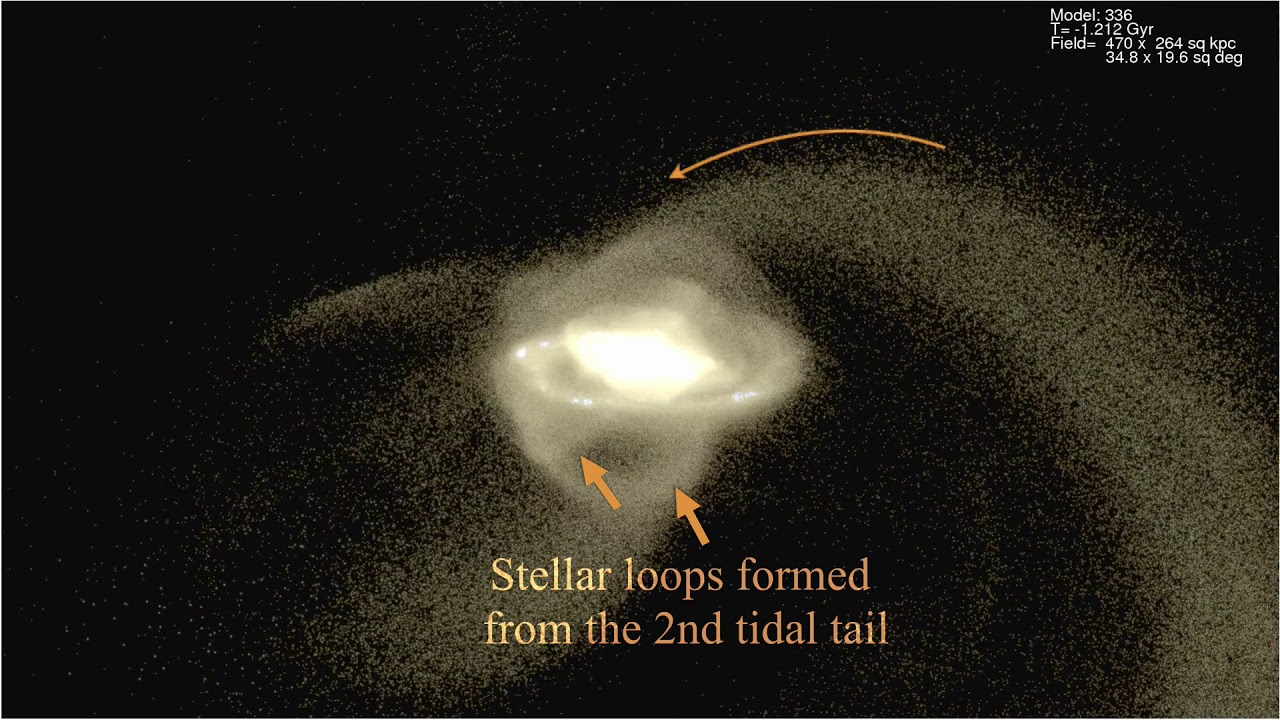 Model: 336
T= -1.212 Gyr
Field=  470 x  264 sq kpc
34.8 x 19.6 sq deg
Stellar loops formed
from the 2nd tidal tail